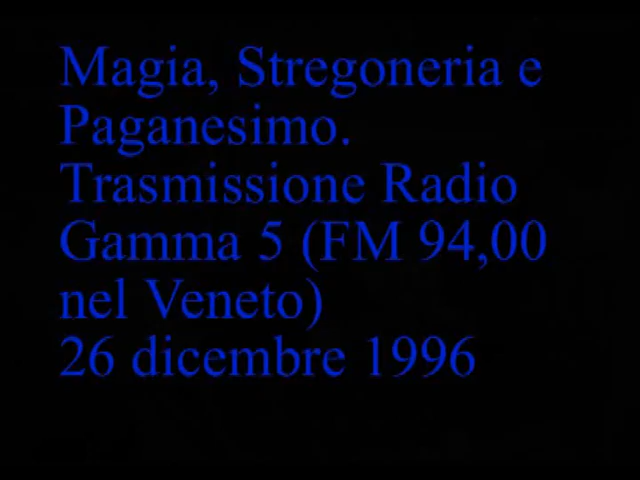 Magia, Stregoneria e
Paganesimo.
Trasmissione Radio
Gamma 5 (FM 94,00
nel Veneto)
26 dicembre 1996